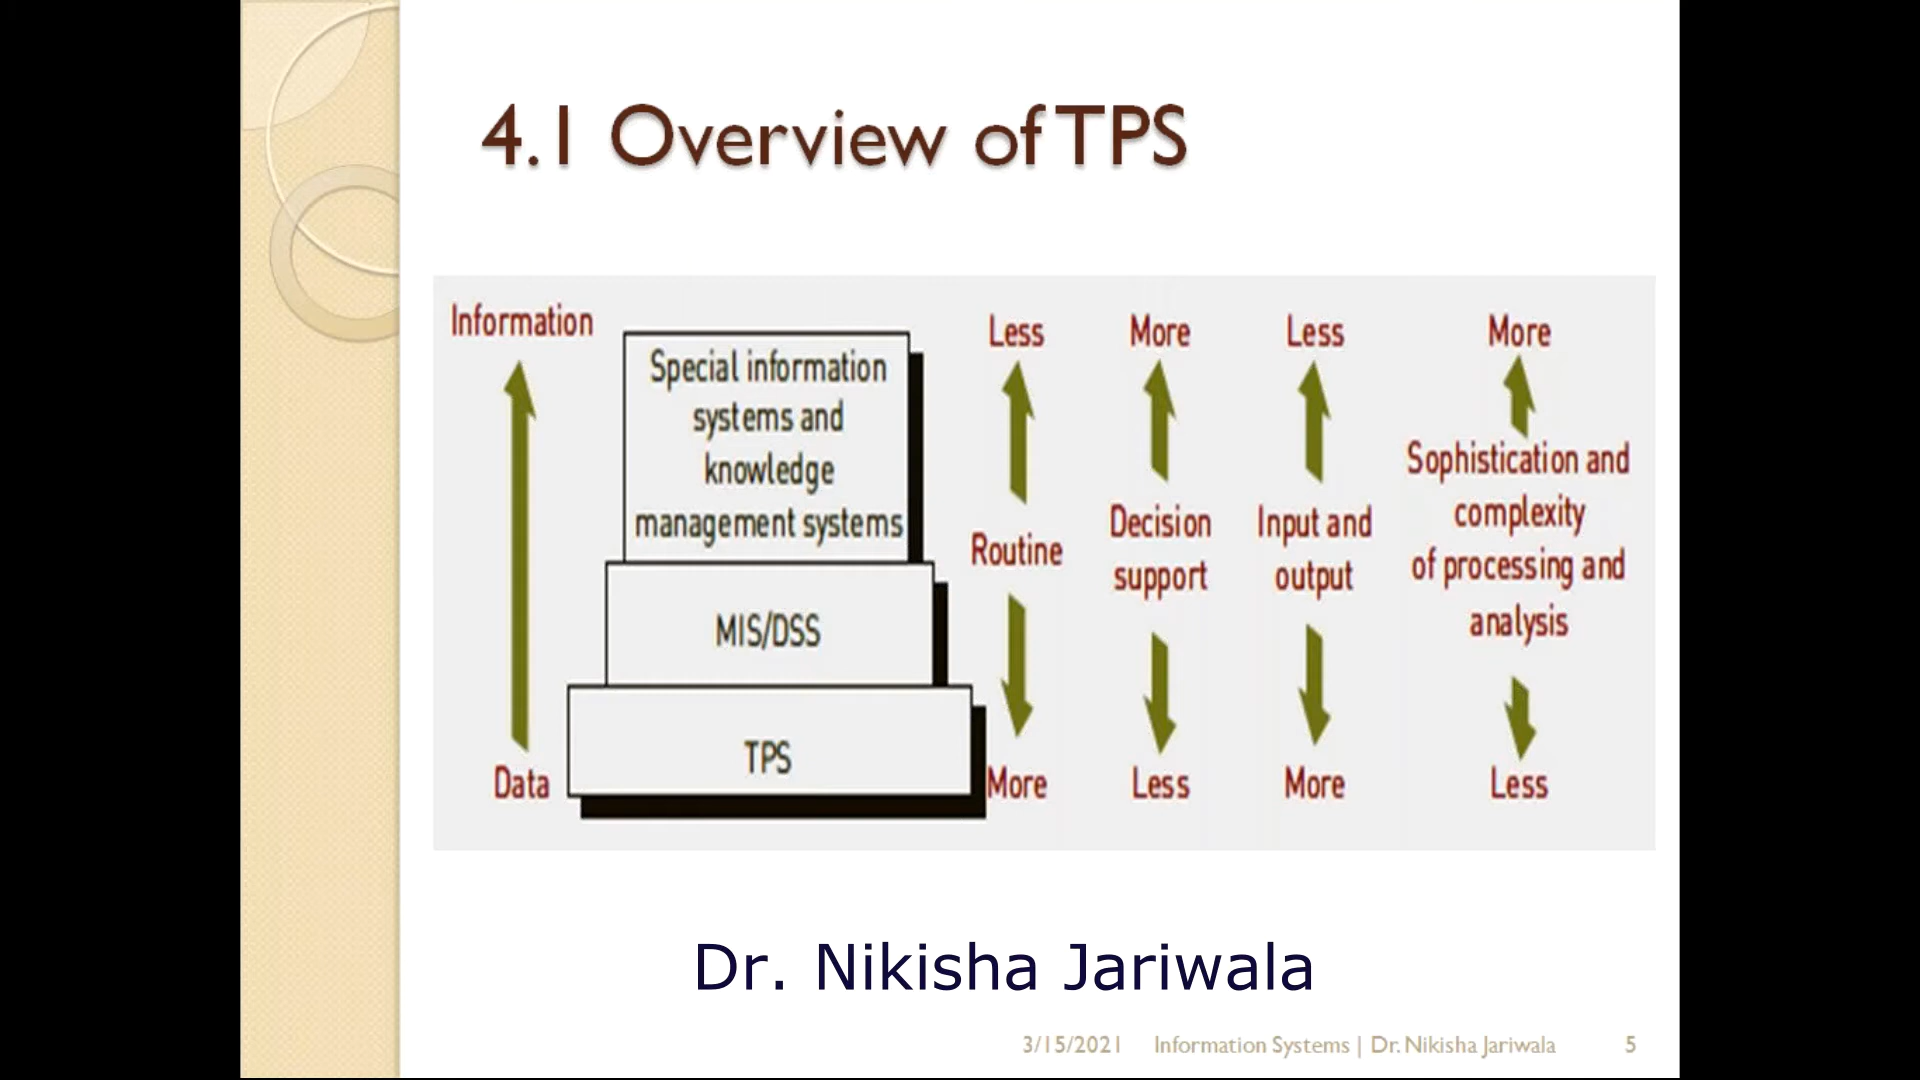 4.1 Overview of TPS
Information
Data
Special information
systems and
knowledge
management systems
MIS/DSS
TPS
Less
Routine
More
More
Decision
support
Less
Less
Input and
output
More
More
Sophistication and
complexity
of processing and
analysis
Less
Dr. Nikisha Jariwala
3/15/2021 Information Systems | Dr. Nikisha Jariwala 5